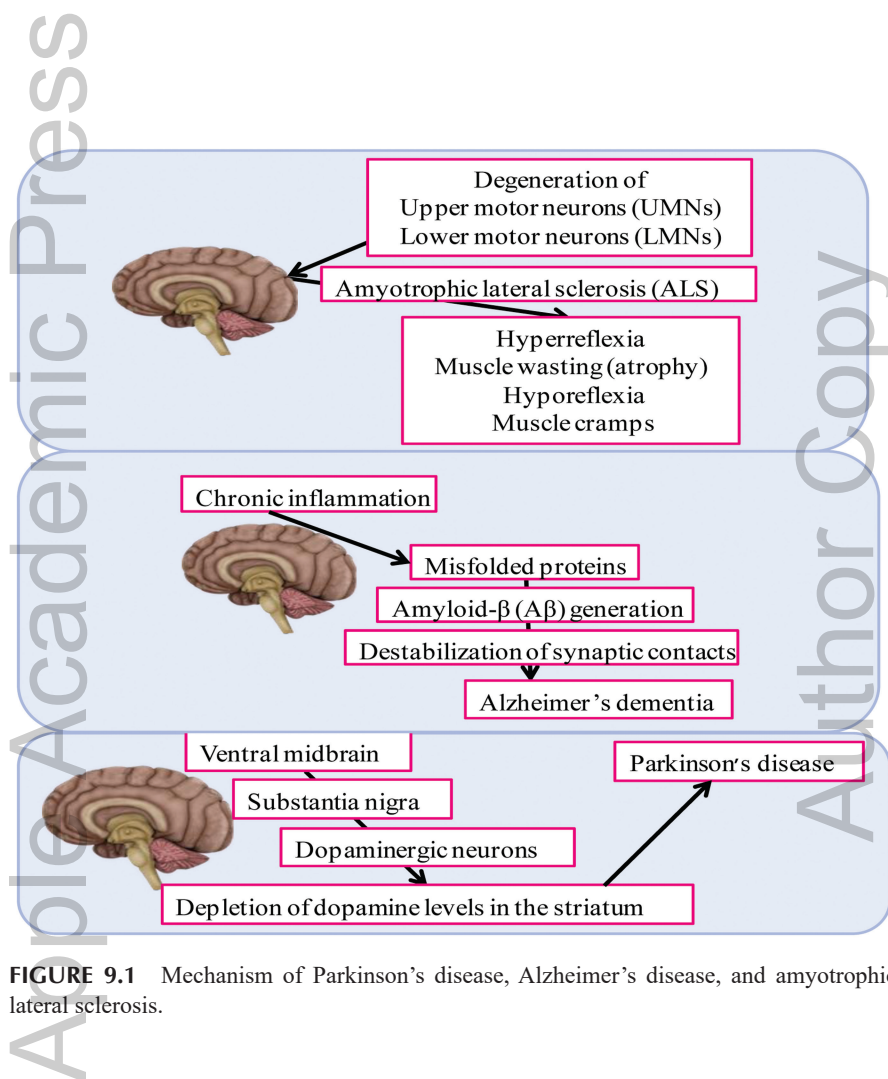 Apple Academic Press
Author Copy
Degeneration of
Upper motor neurons (UMNs)
Lower motor neurons (LMNs)
Amyotrophic lateral sclerosis (ALS)
Hyperreflexia
Muscle wasting (atrophy)
Hyporeflexia
Muscle cramps
Chronic inflammation
Misfolded proteins
Amyloid-β (Aβ) generation
Destabilization of synaptic contacts
Alzheimer's dementia
Ventral midbrain
Substantia nigra
Dopaminergic neurons
Depletion of dopamine levels in the striatum
Parkinson's disease
FIGURE 9.1 Mechanism of Parkinson's disease, Alzheimer's disease, and amyotrophic
lateral sclerosis.